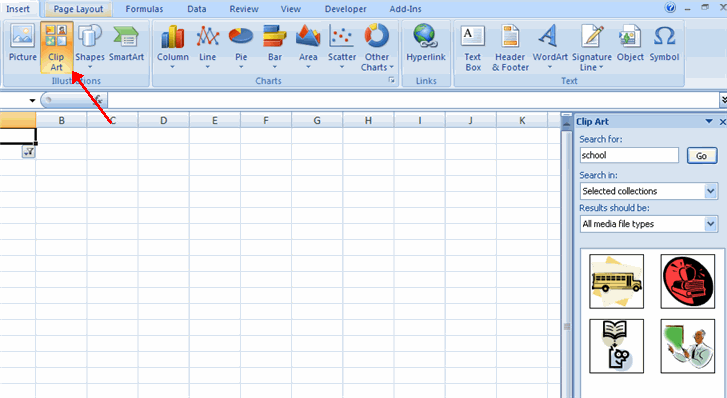 Insert Page Layout Formulas Data Review View Developer Add-Ins
Picture Clip Art Shapes SmartArt Column Line Pie Bar Area Scatter Other Charts Hyperlink Text Box Header & Footer WordArt Signature Line Object Symbol
Illustrations Charts Links Text
fx
B C D E F G H I J K
Clip Art
Search for:
school Go
Search in:
Selected collections
Results should be:
All media file types